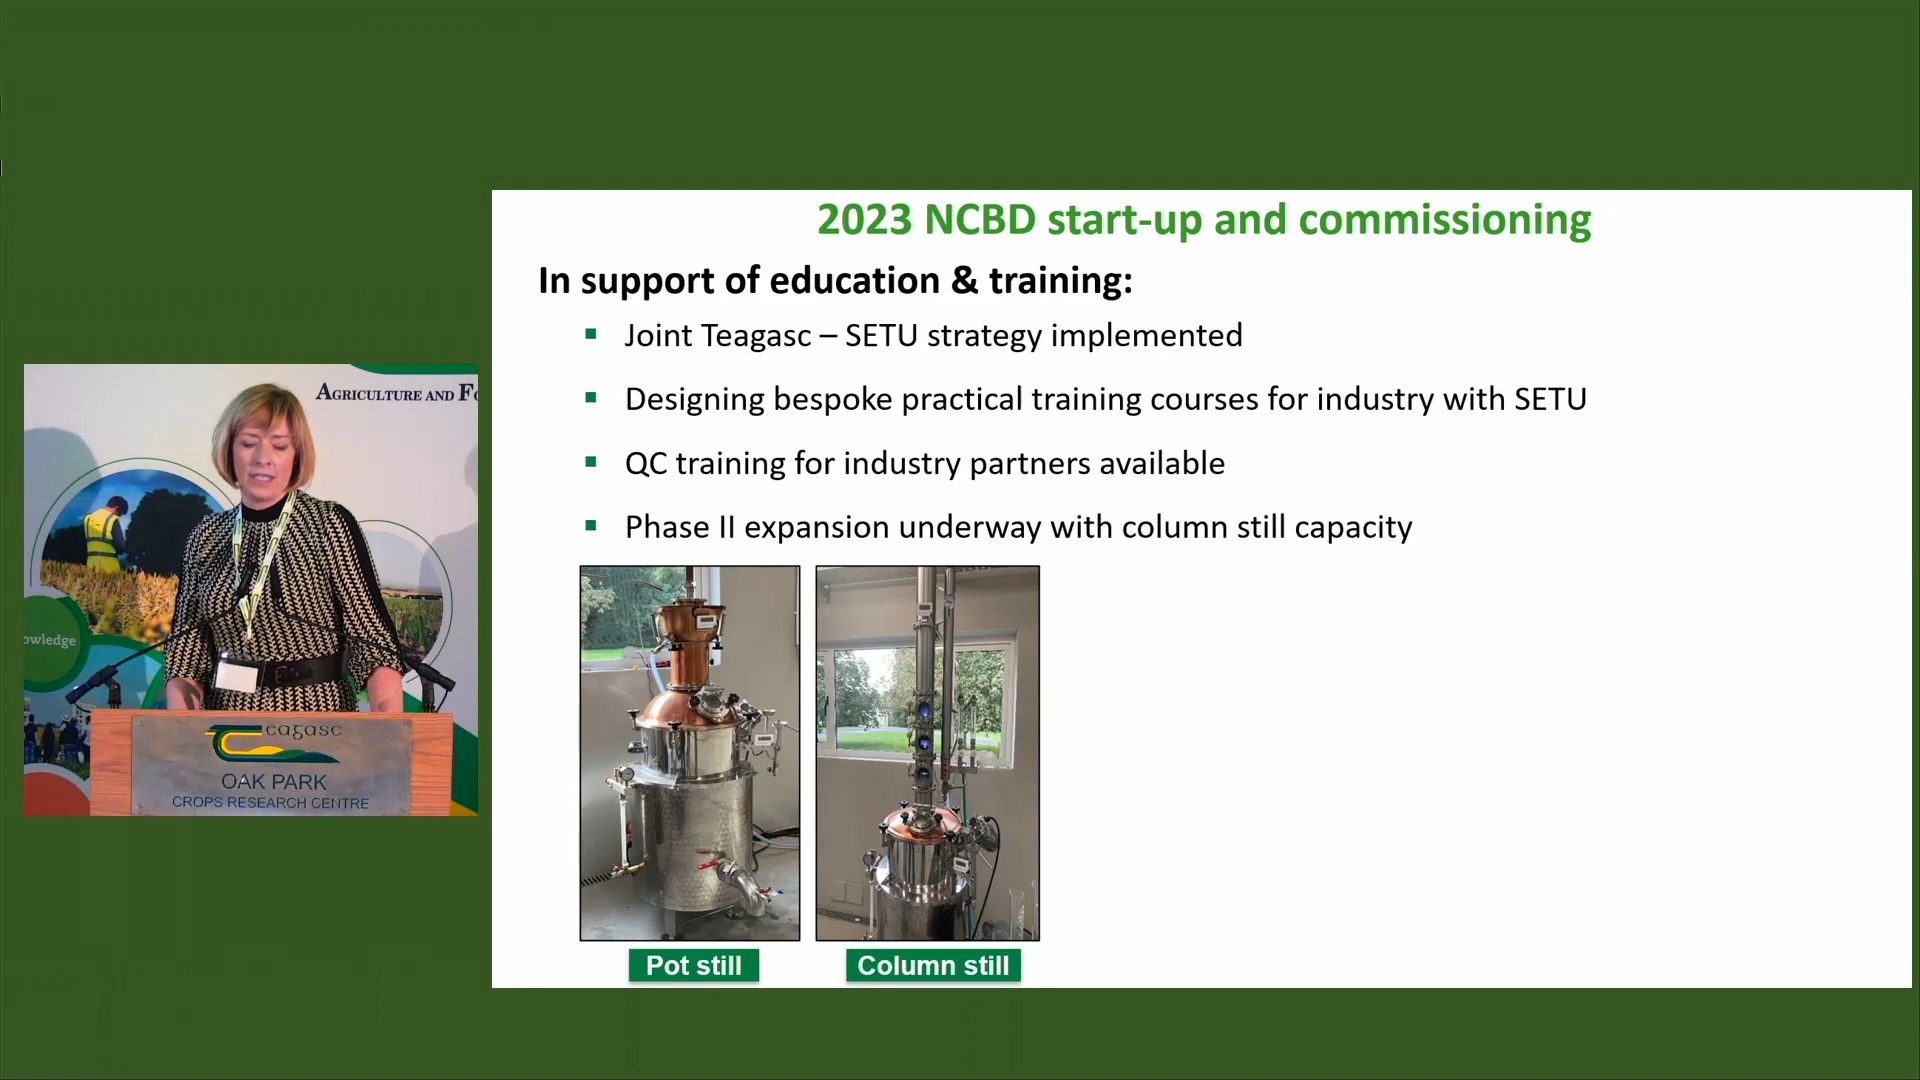 2023 NCBD start-up and commissioning
In support of education & training:
Joint Teagasc – SETU strategy implemented
Designing bespoke practical training courses for industry with SETU
QC training for industry partners available
Phase II expansion underway with column still capacity
Pot still
Column still
AGRICULTURE AND
owledge
eagasc
OAK PARK
CROPS RESEARCH CENTRE